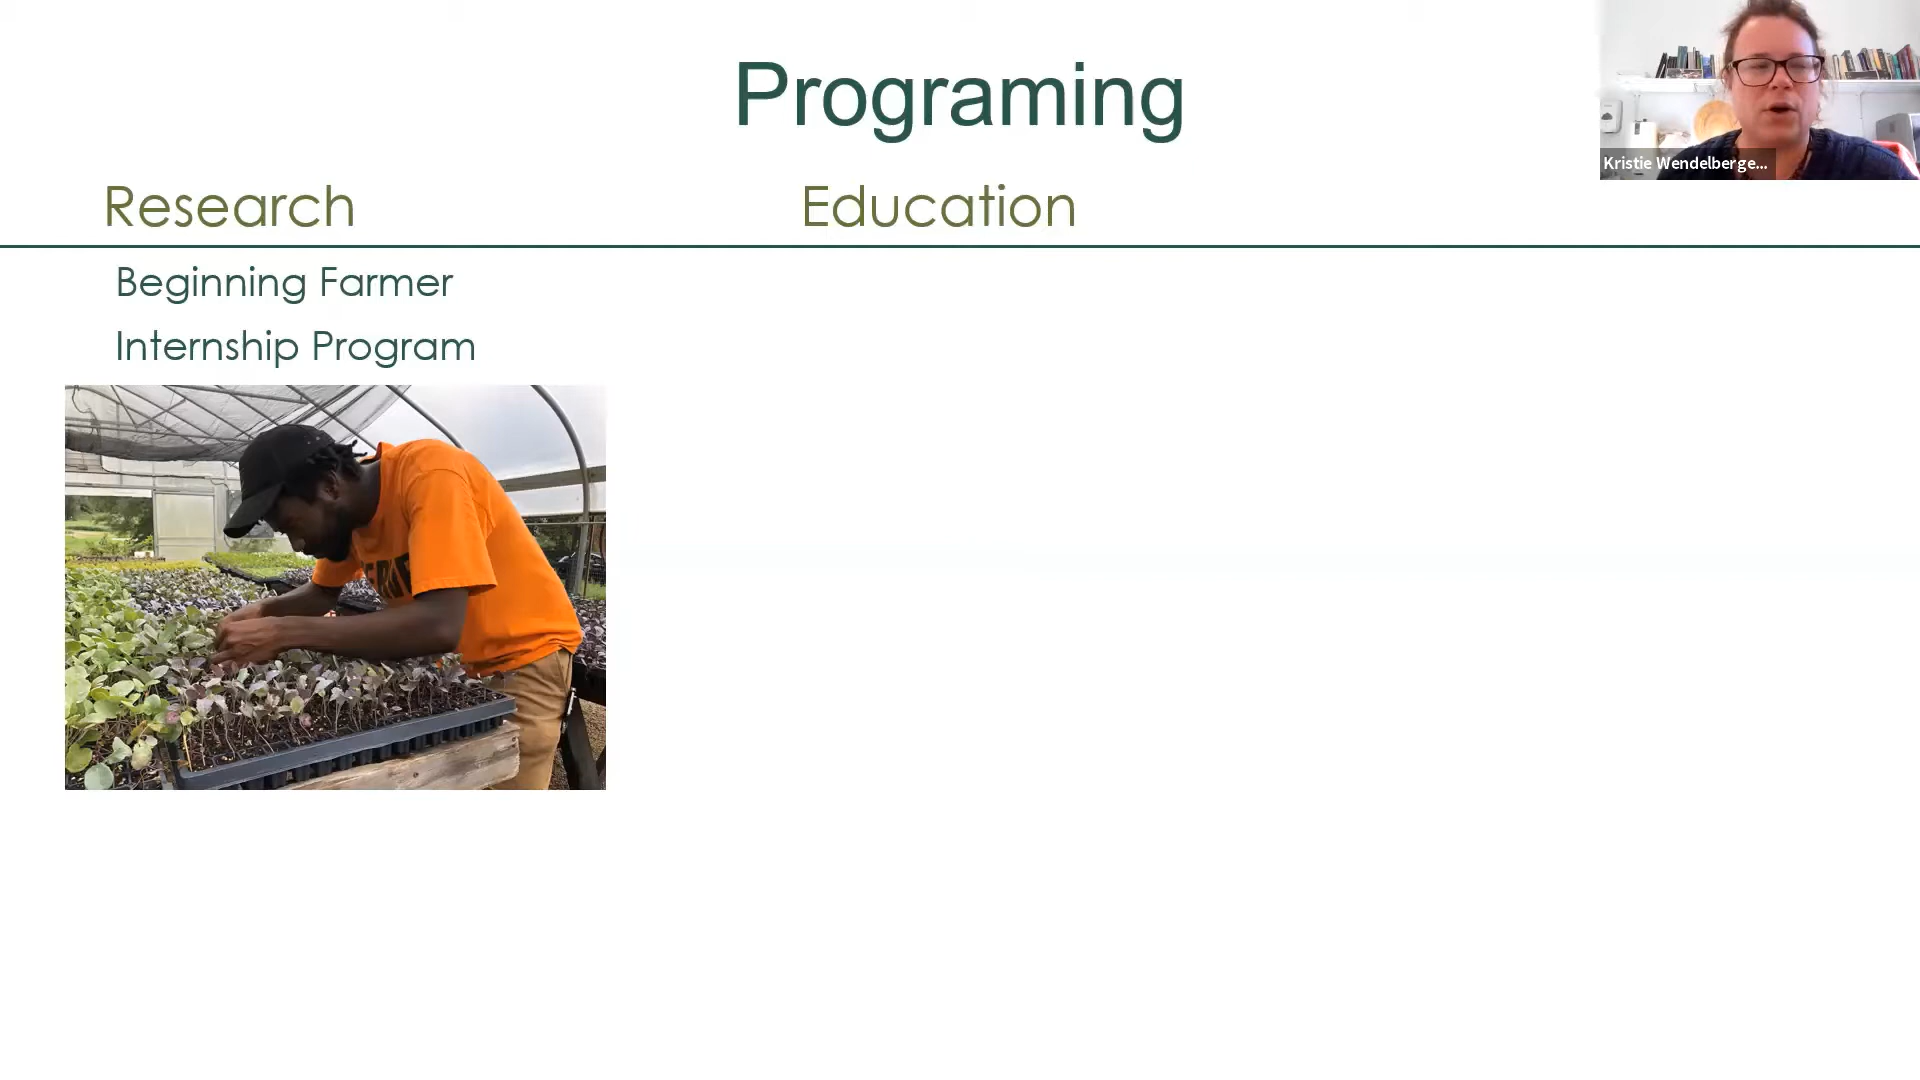 Programing
Kristie Wendelberge...
Research
Education
Beginning Farmer
Internship Program